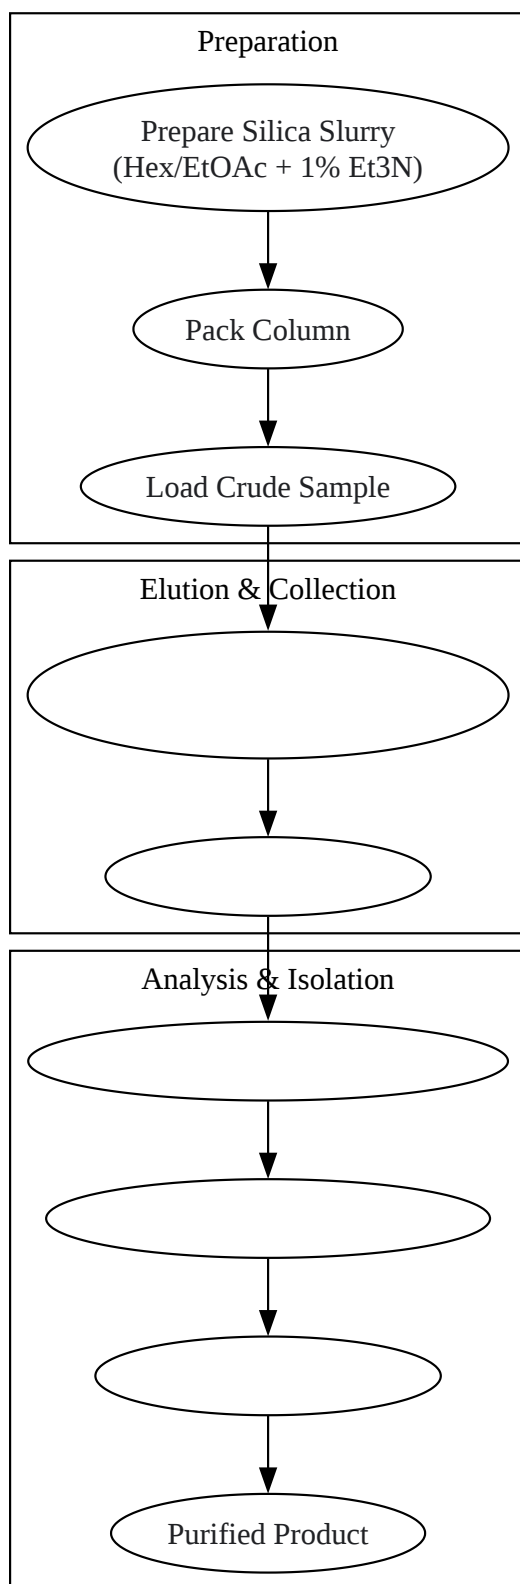 Preparation
Prepare Silica Slurry
(Hex/EtOAc + 1% Et3N)
Pack Column
Load Crude Sample
Elution & Collection
Analysis & Isolation
Purified Product